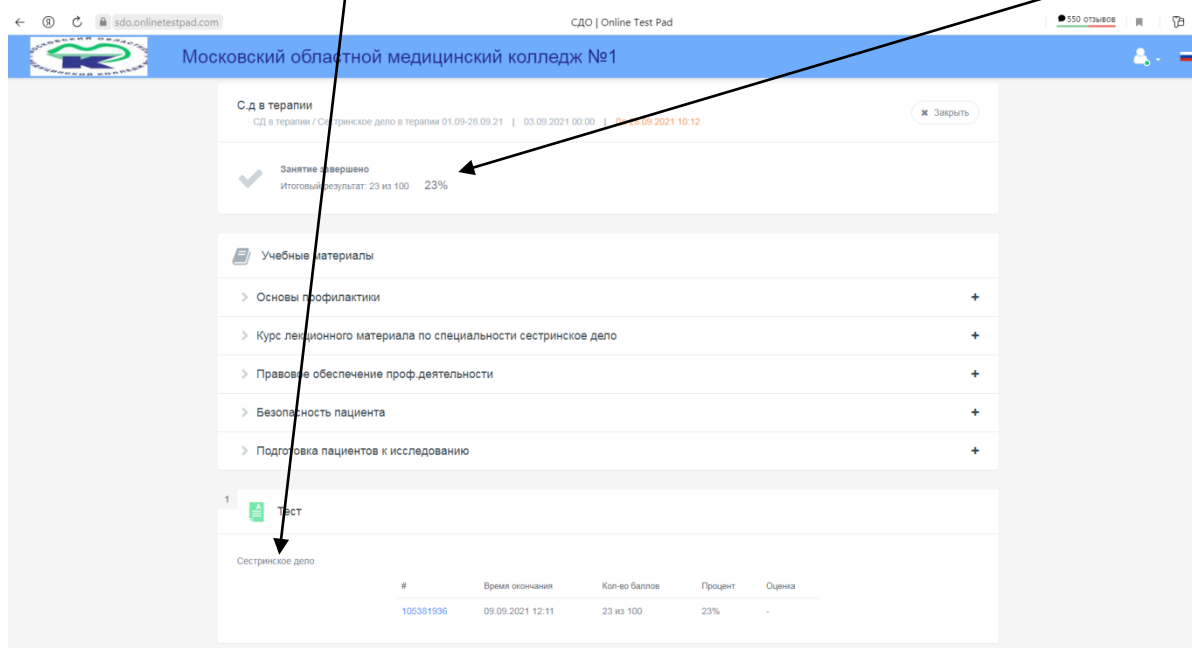 sdo.onlinetestpad.com
СДО | Online Test Pad
550 отзывов
Московский областной медицинский колледж №1
С.д в терапии
СД в терапии / Сестринское дело в терапии 01.09-28.09.21 | 03.09.2021 00:00 | 09.2021 10:12
Закрыть
Занятие завершено
Итоговый результат: 23 из 100 23%
Учебные материалы
Основы профилактики
Курс лекционного материала по специальности сестринское дело
Правовое обеспечение проф.деятельности
Безопасность пациента
Подготовка пациентов к исследованию
1
Тест
Сестринское дело
# Время окончания Кол-во баллов Процент Оценка
105381936 09.09.2021 12:11 23 из 100 23% -